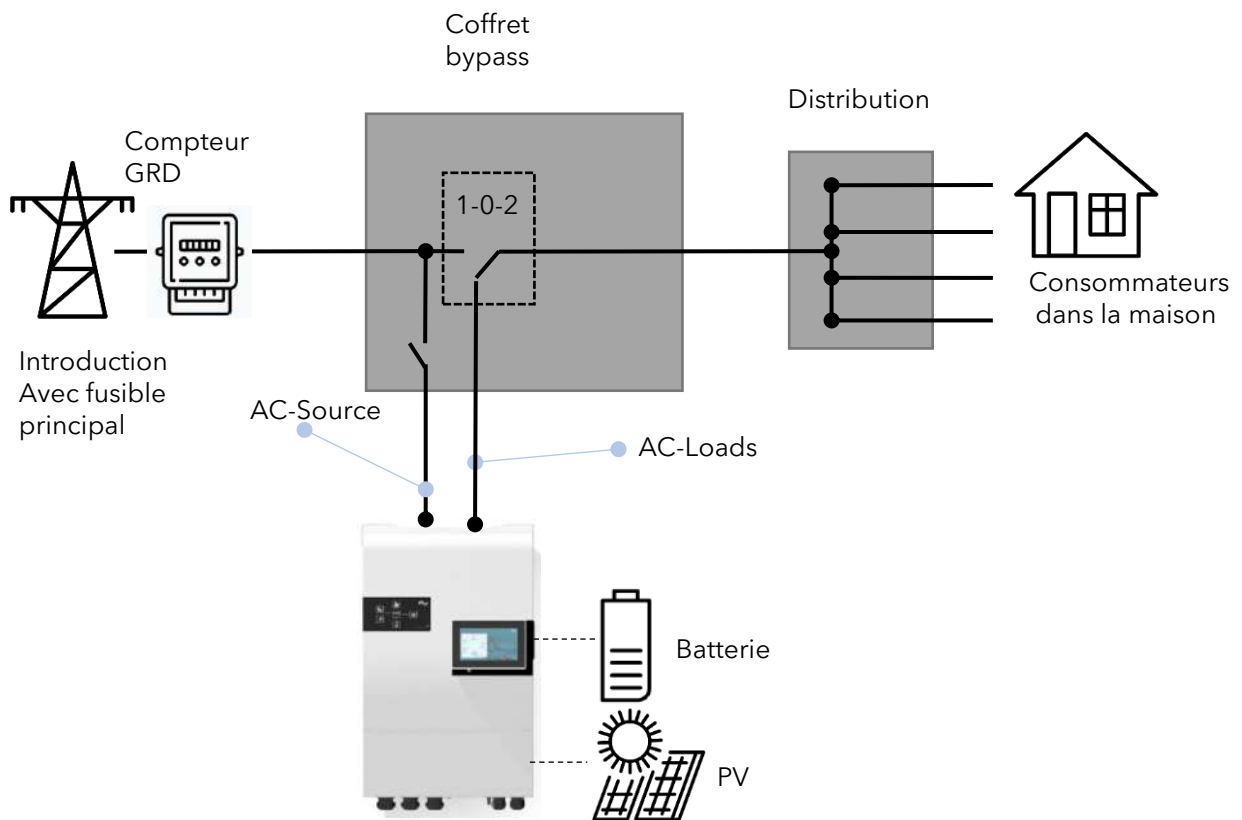 Coffret
bypass
Distribution
Compteur
GRD
1-0-2
Consommateurs
dans la maison
Introduction
Avec fusible
principal
AC-Source
AC-Loads
Batterie
PV